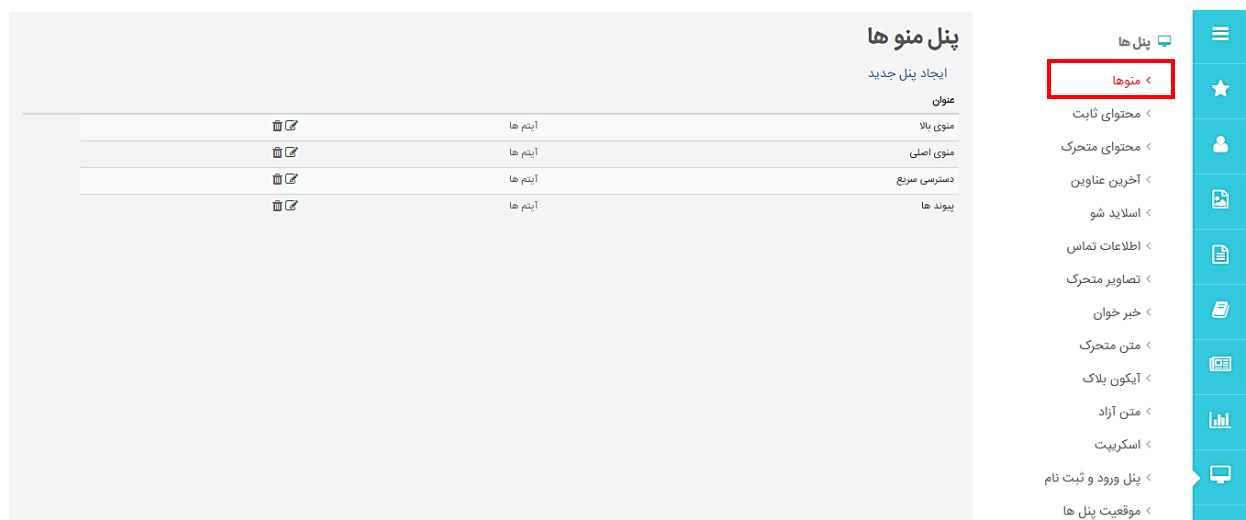 پنل ها
منوها
محتوای ثابت
محتوای متحرک
آخرین عناوین
اسلاید شو
اطلاعات تماس
تصاویر متحرک
خبر خوان
متن متحرک
آیکون بلاک
متن آزاد
اسکریپت
پنل ورود و ثبت نام
موقعیت پنل ها
پنل منو ها
ایجاد پنل جدید
عنوان
منوی بالا آیتم ها
منوی اصلی آیتم ها
دسترسی سریع آیتم ها
پیوند ها آیتم ها